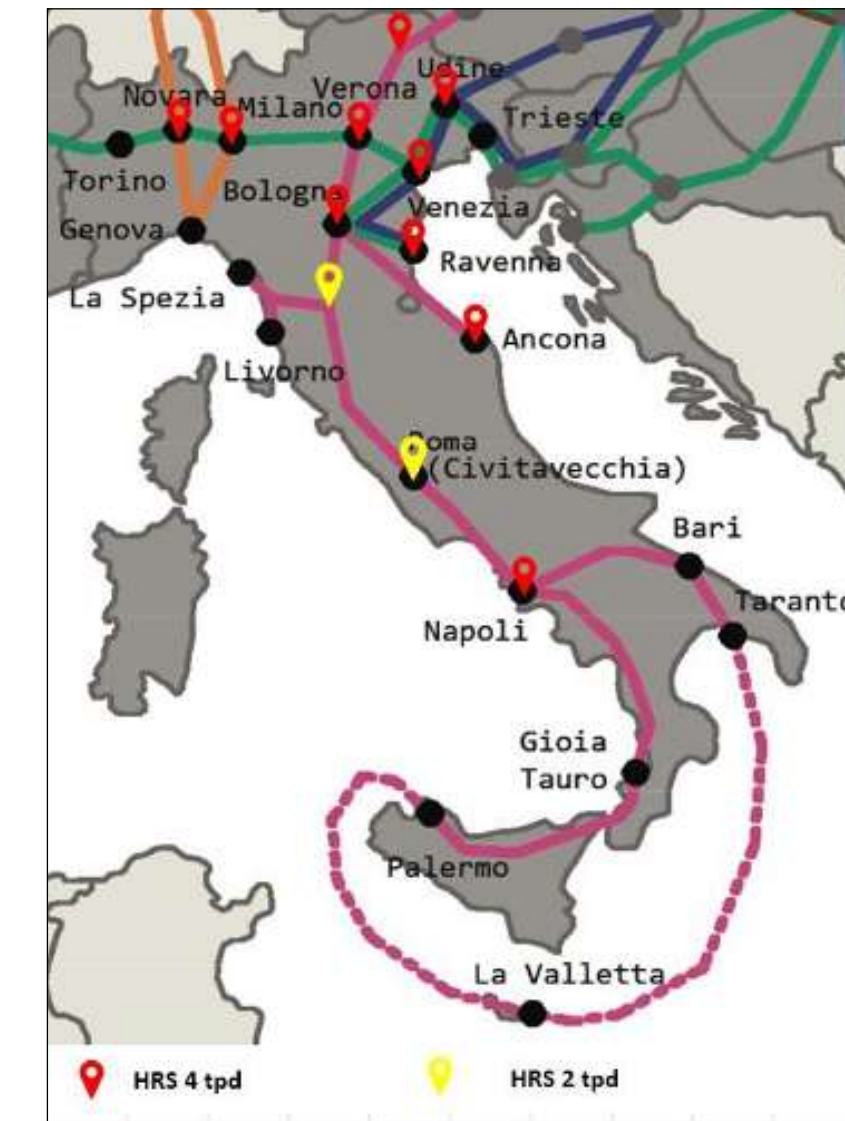 Udine
Verona
Novara
Milano
Trieste
Torino
Bologna
Venezia
Genova
Ravenna
La Spezia
Ancona
Livorno
Roma
(Civitavecchia)
Bari
Taranto
Napoli
Gioia
Tauro
Palermo
La Valletta
HRS 4 tpd
HRS 2 tpd